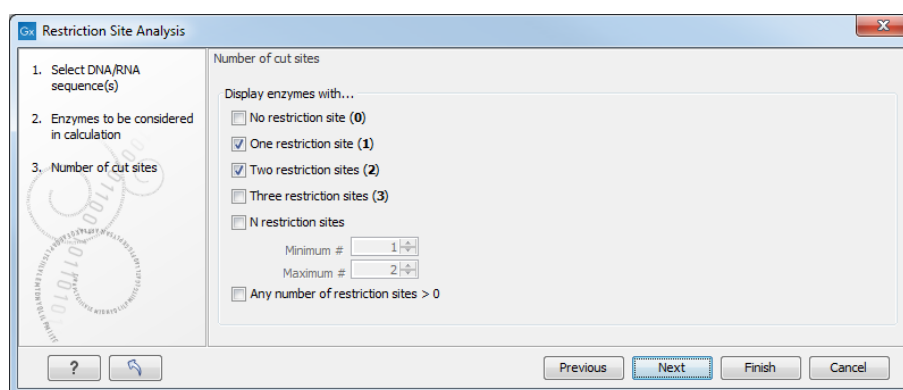 Gx Restriction Site Analysis
1. Select DNA/RNA
sequence(s)
2. Enzymes to be considered
in calculation
3. Number of cut sites
Number of cut sites
Display enzymes with...
No restriction site (0)
One restriction site (1)
Two restriction sites (2)
Three restriction sites (3)
N restriction sites
Minimum # 1
Maximum # 2
Any number of restriction sites > 0
? Previous Next Finish Cancel